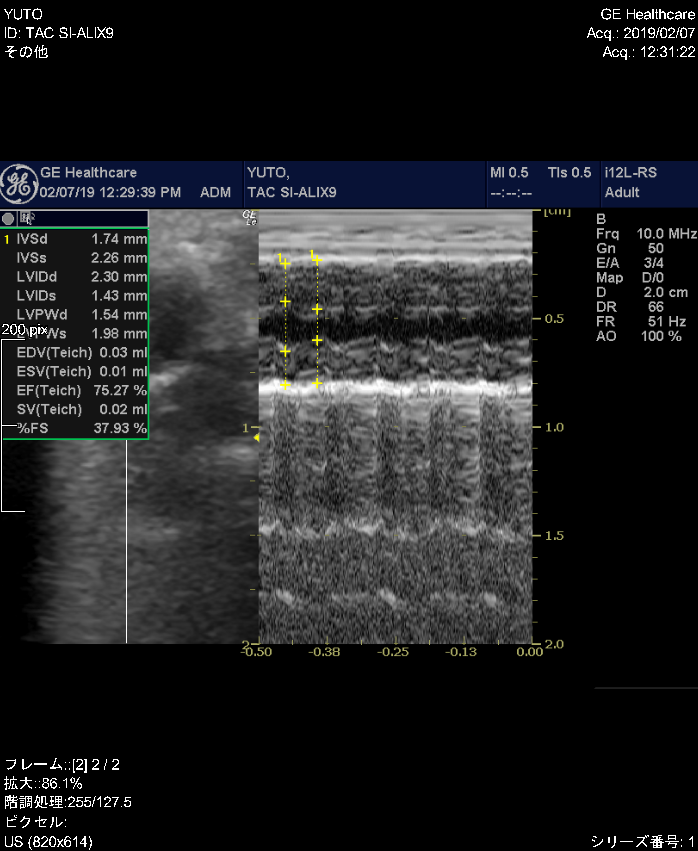 YUTO
ID: TAC SI-ALIX9
その他
GE Healthcare
Acq.: 2019/02/07
Acq.: 12:31:22
GE Healthcare
02/07/19 12:29:39 PM ADM
YUTO,
TAC SI-ALIX9
MI 0.5 TIs 0.5
--:--:--
i12L-RS
Adult
1 IVSd 1.74 mm
IVSs 2.26 mm
LVIDd 2.30 mm
LVIDs 1.43 mm
LVPWd 1.54 mm
LVPWs 1.98 mm
200 pix
EDV(Teich) 0.03 ml
ESV(Teich) 0.01 ml
EF(Teich) 75.27 %
SV(Teich) 0.02 ml
%FS 37.93 %
GE
1 1
0.5
1 1.0
1.5
2 2.0
-0.50 -0.38 -0.25 -0.13 0.00
B
Frq 10.0 MHz
Gn 50
E/A 3/4
Map D/0
D 2.0 cm
DR 66
FR 51 Hz
AO 100 %
フレーム::[2] 2 / 2
拡大::86.1%
階調処理:255/127.5
ピクセル:
US (820x614)
シリーズ番号: 1